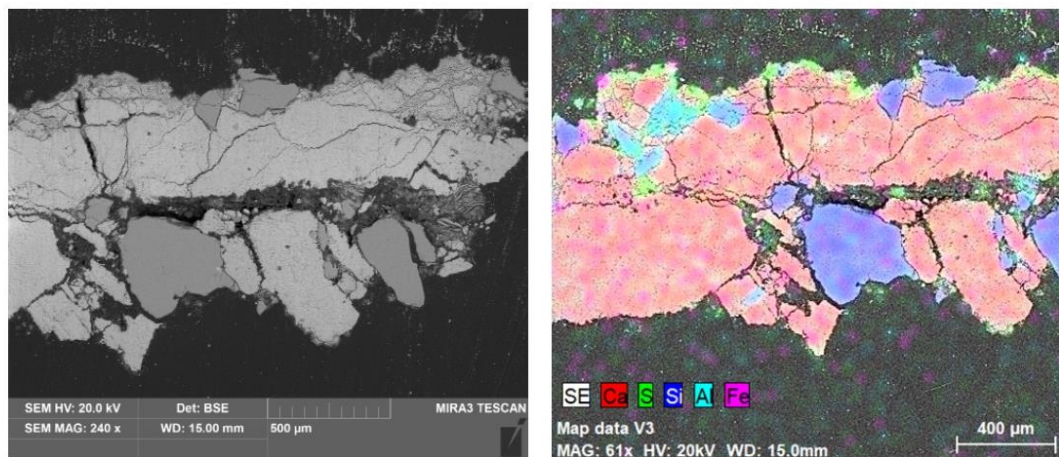 SEM HV: 20.0 kV Det: BSE MIRA3 TESCAN
SEM MAG: 240 x WD: 15.00 mm 500 µm
SE Ca S Si Al Fe
Map data V3
MAG: 61x HV: 20kV WD: 15.0mm
400 µm